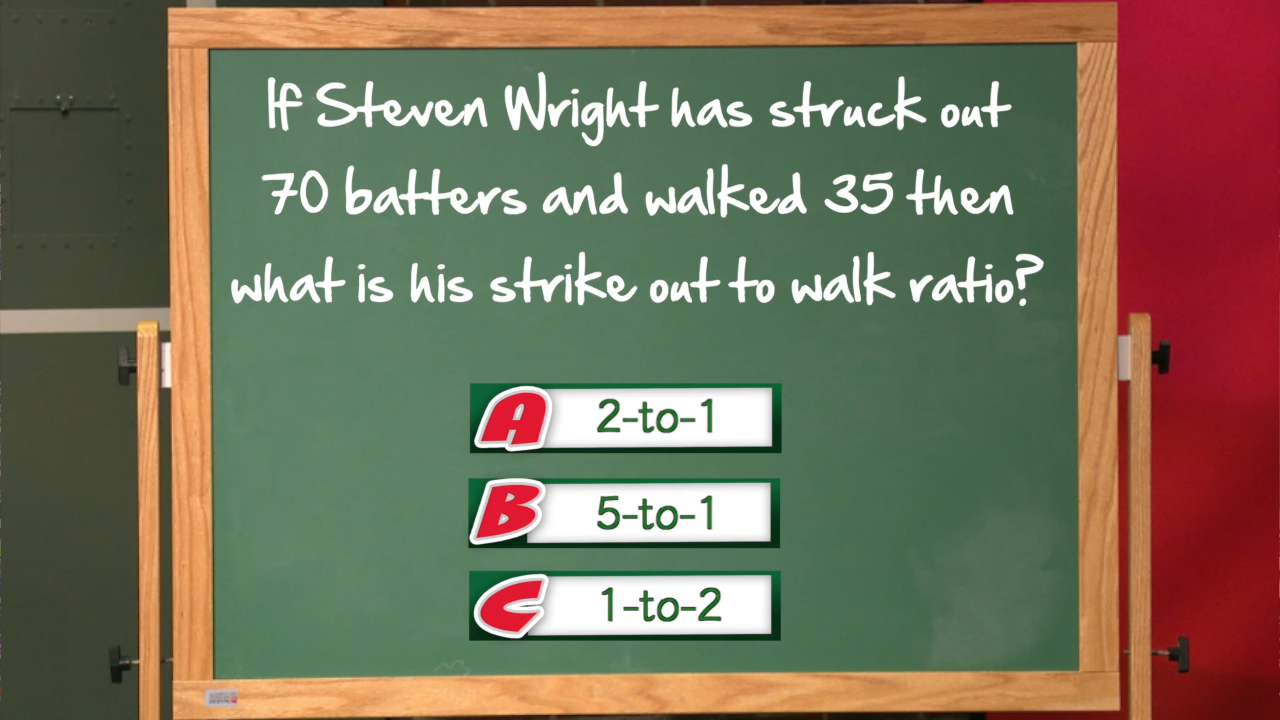 If Steven Wright has struck out
70 batters and walked 35 then
what is his strike out to walk ratio?
A 2-to-1
B 5-to-1
C 1-to-2